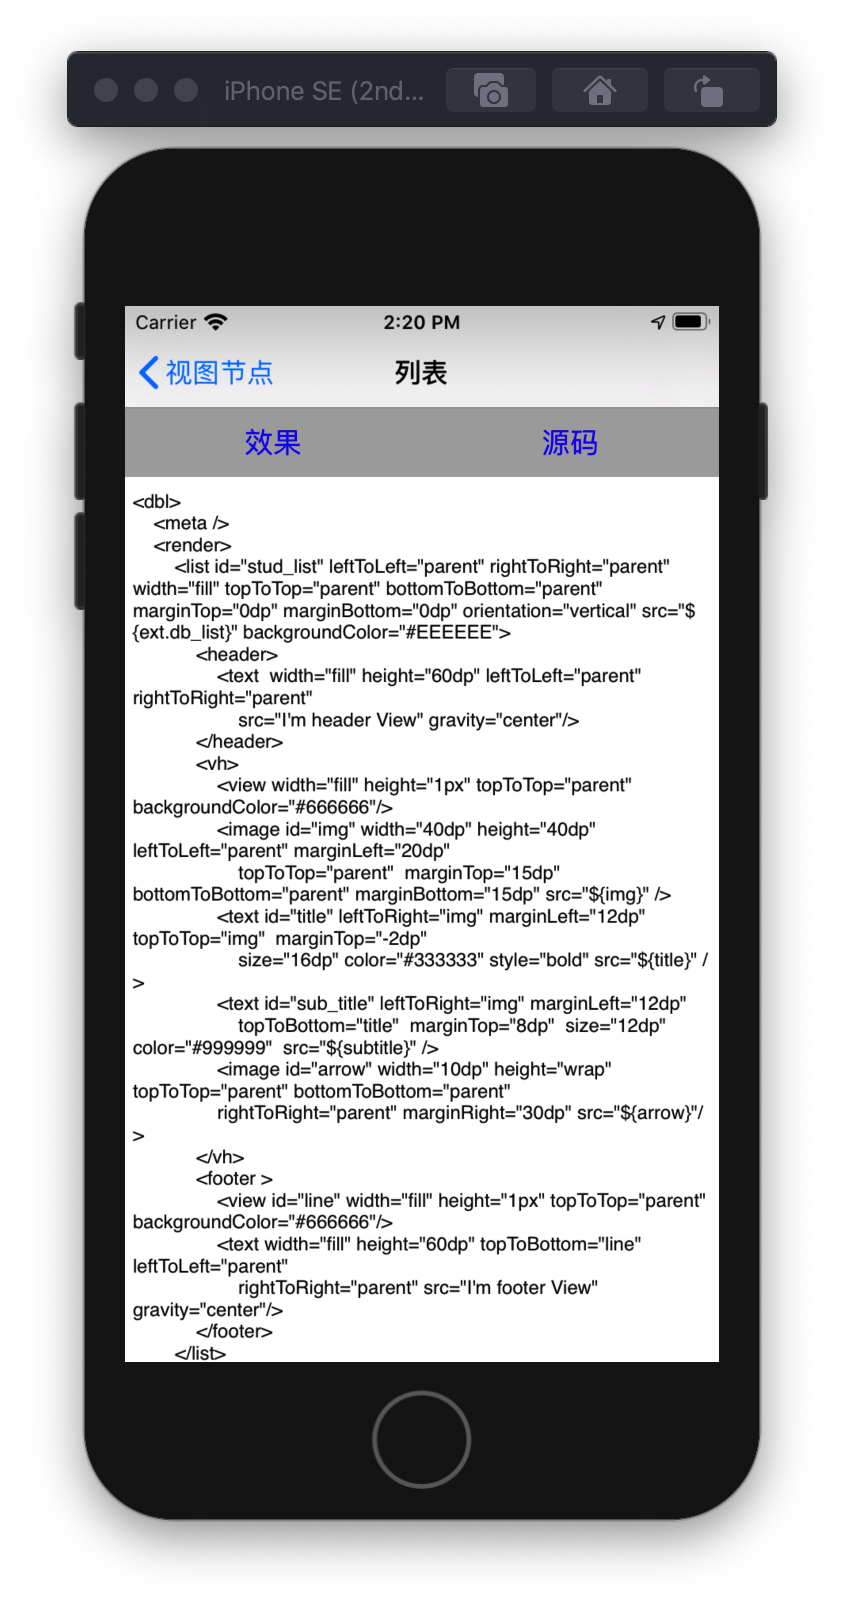 iPhone SE (2nd...
Carrier
2:20 PM
视图节点
列表
效果
源码
<dbl>
<meta />
<render>
<list id="stud_list" leftToLeft="parent" rightToRight="parent"
width="fill" topToTop="parent" bottomToBottom="parent"
marginTop="0dp" marginBottom="0dp" orientation="vertical" src="$
{ext.db_list}" backgroundColor="#EEEEEE">
<header>
<text  width="fill" height="60dp" leftToLeft="parent"
rightToRight="parent"
src="I'm header View" gravity="center"/>
</header>
<vh>
<view width="fill" height="1px" topToTop="parent"
backgroundColor="#666666"/>
<image id="img" width="40dp" height="40dp"
leftToLeft="parent" marginLeft="20dp"
topToTop="parent"  marginTop="15dp"
bottomToBottom="parent" marginBottom="15dp" src="${img}" />
<text id="title" leftToRight="img" marginLeft="12dp"
topToTop="img"  marginTop="-2dp"
size="16dp" color="#333333" style="bold" src="${title}" /
>
<text id="sub_title" leftToRight="img" marginLeft="12dp"
topToBottom="title"  marginTop="8dp"  size="12dp"
color="#999999"  src="${subtitle}" />
<image id="arrow" width="10dp" height="wrap"
topToTop="parent" bottomToBottom="parent"
rightToRight="parent" marginRight="30dp" src="${arrow}"/
>
</vh>
<footer >
<view id="line" width="fill" height="1px" topToTop="parent"
backgroundColor="#666666"/>
<text width="fill" height="60dp" topToBottom="line"
leftToLeft="parent"
rightToRight="parent" src="I'm footer View"
gravity="center"/>
</footer>
</list>